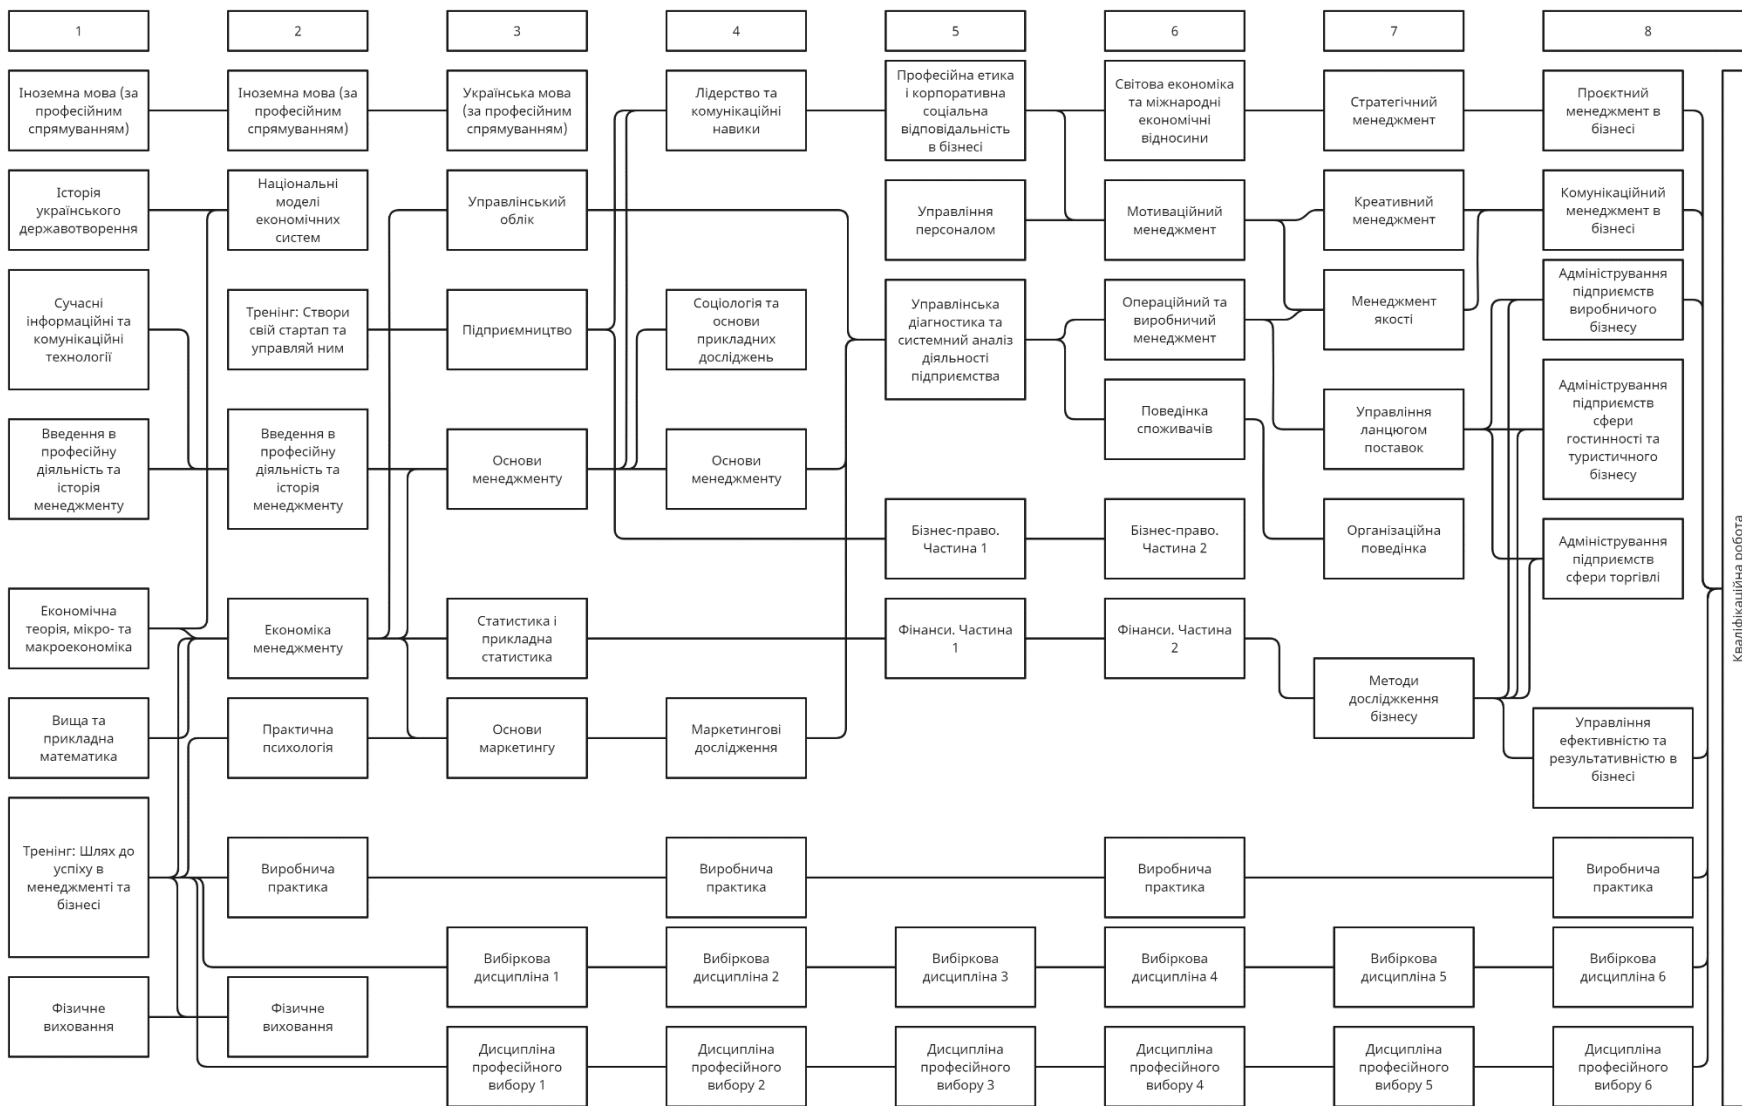 1
2
3
4
5
6
7
8
Іноземна мова (за
професійним
спрямуванням)
Іноземна мова (за
професійним
спрямуванням)
Українська мова
(за професійним
спрямуванням)
Лідерство та
комунікаційні
навики
Професійна етика
і корпоративна
соціальна
відповідальність
в бізнесі
Світова економіка
та міжнародні
економічні
відносини
Стратегічний
менеджмент
Проєктний
менеджмент в
бізнесі
Історія
українського
державотворення
Національні
моделі
економічних
систем
Управлінський
облік
Управління
персоналом
Мотиваційний
менеджмент
Креативний
менеджмент
Комунікаційний
менеджмент в
бізнесі
Сучасні
інформаційні та
комунікаційні
технології
Тренінг: Створи
свій стартап та
управляй ним
Підприємництво
Соціологія та
основи
прикладних
досліджень
Управлінська
діагностика та
системний аналіз
діяльності
підприємства
Операційний та
виробничий
менеджмент
Менеджмент
якості
Адміністрування
підприємств
виробничого
бізнесу
Введення в
професійну
діяльність та
історія
менеджменту
Введення в
професійну
діяльність та
історія
менеджменту
Основи
менеджменту
Основи
менеджменту
Поведінка
споживачів
Управління
ланцюгом
поставок
Адміністрування
підприємств
сфери
гостинності та
туристичного
бізнесу
Бізнес-право.
Частина 1
Бізнес-право.
Частина 2
Організаційна
поведінка
Адміністрування
підприємств
сфери торгівлі
Економічна
теорія, мікро- та
макроекономіка
Економіка
менеджменту
Статистика і
прикладна
статистика
Фінанси. Частина
1
Фінанси. Частина
2
Методи
дослідження
бізнесу
Вища та
прикладна
математика
Практична
психологія
Основи
маркетингу
Маркетингові
дослідження
Управління
ефективністю та
результативністю в
бізнесі
Тренінг: Шлях до
успіху в
менеджменті та
бізнесі
Виробнича
практика
Виробнича
практика
Виробнича
практика
Виробнича
практика
Вибіркова
дисципліна 1
Вибіркова
дисципліна 2
Вибіркова
дисципліна 3
Вибіркова
дисципліна 4
Вибіркова
дисципліна 5
Вибіркова
дисципліна 6
Фізичне
виховання
Фізичне
виховання
Дисципліна
професійного
вибору 1
Дисципліна
професійного
вибору 2
Дисципліна
професійного
вибору 3
Дисципліна
професійного
вибору 4
Дисципліна
професійного
вибору 5
Дисципліна
професійного
вибору 6
Кваліфікаційна робота